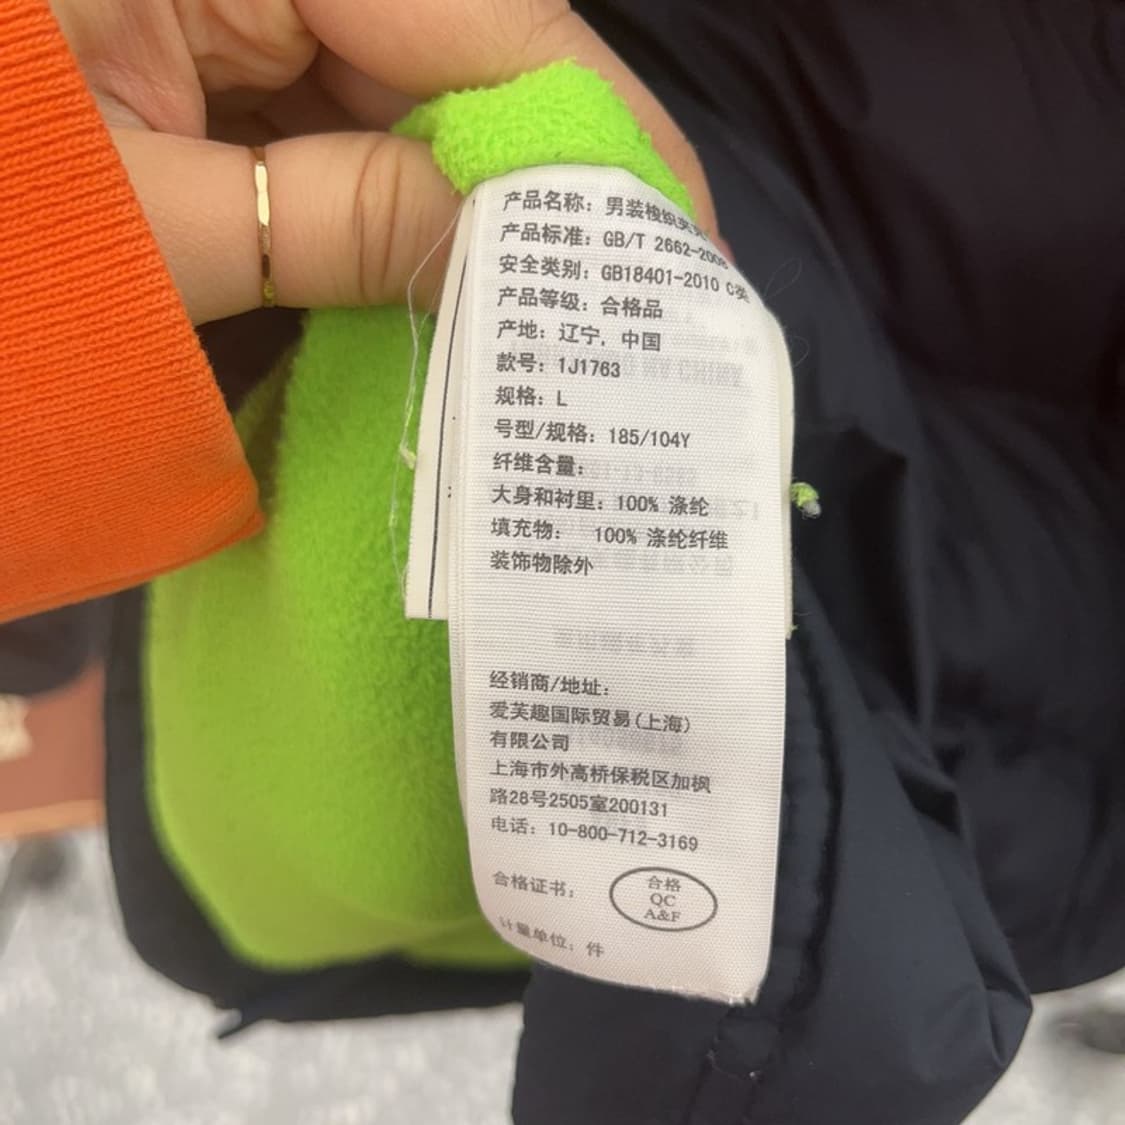 产品名称: 男装梭织夹克
产品标准: GB/T 2662-2008
安全类别: GB18401-2010 C类
产品等级: 合格品
产地: 辽宁, 中国
款号: 1J1763
规格: L
号型/规格: 185/104Y
纤维含量:
大身和衬里: 100% 涤纶
填充物: 100% 涤纶纤维
装饰物除外
经销商/地址:
爱芙趣国际贸易(上海)
有限公司
上海市外高桥保税区加枫
路28号2505室200131
电话: 10-800-712-3169
合格证书:
合格
QC
A&F
计量单位: 件